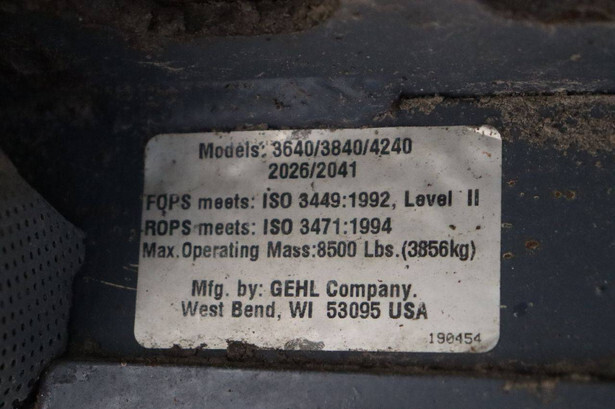 Models: 3640/3840/4240
2026/2041
FOPS meets: ISO 3449:1992, Level II
ROPS meets: ISO 3471:1994
Max. Operating Mass:8500 Lbs.(3856kg)
Mfg. by: GEHL Company.
West Bend, WI 53095 USA
190454